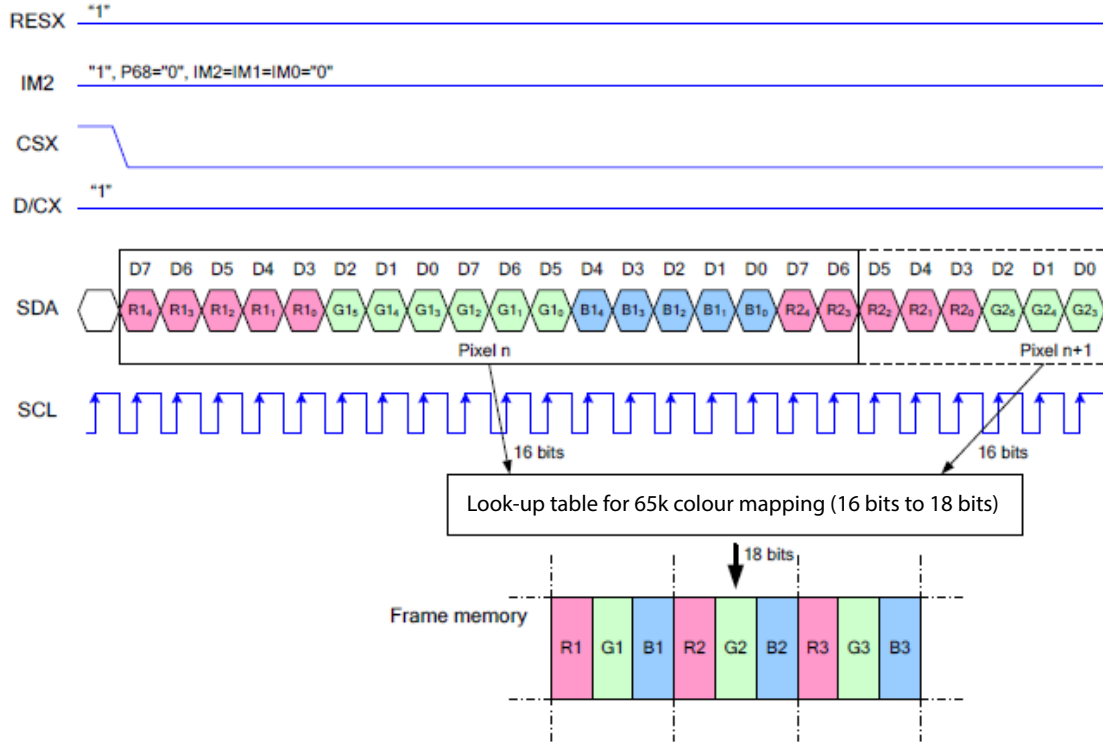 RESX "1"
IM2 "1", P68="0", IM2=IM1=IM0="0"
CSX
D/CX "1"
D7 D6 D5 D4 D3 D2 D1 D0 D7 D6 D5 D4 D3 D2 D1 D0 D7 D6 D5 D4 D3 D2 D1 D0
SDA R1₄ R1₃ R1₂ R1₁ R1₀ G1₅ G1₄ G1₃ G1₂ G1₁ G1₀ B1₄ B1₃ B1₂ B1₁ B1₀ R2₄ R2₃ R2₂ R2₁ R2₀ G2₅ G2₄ G2₃
Pixel n Pixel n+1
SCL
16 bits 16 bits
Look-up table for 65k colour mapping (16 bits to 18 bits)
18 bits
Frame memory
R1 G1 B1 R2 G2 B2 R3 G3 B3